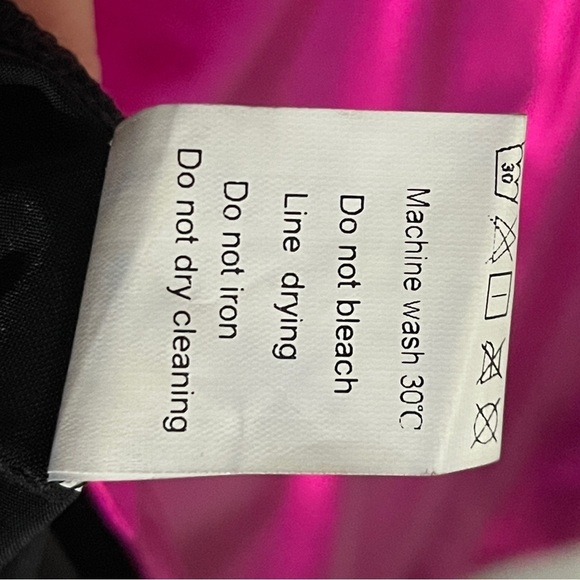 30
Machine wash 30℃
Do not bleach
Line drying
Do not iron
Do not dry cleaning